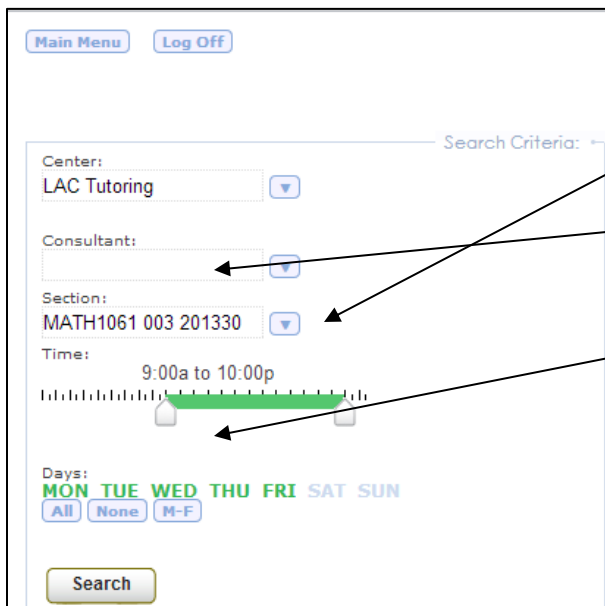 Main Menu Log Off
Search Criteria:
Center:
LAC Tutoring
Consultant:
Section:
MATH1061 003 201330
Time:
9:00a to 10:00p
Days:
MON TUE WED THU FRI SAT SUN
All None M-F
Search